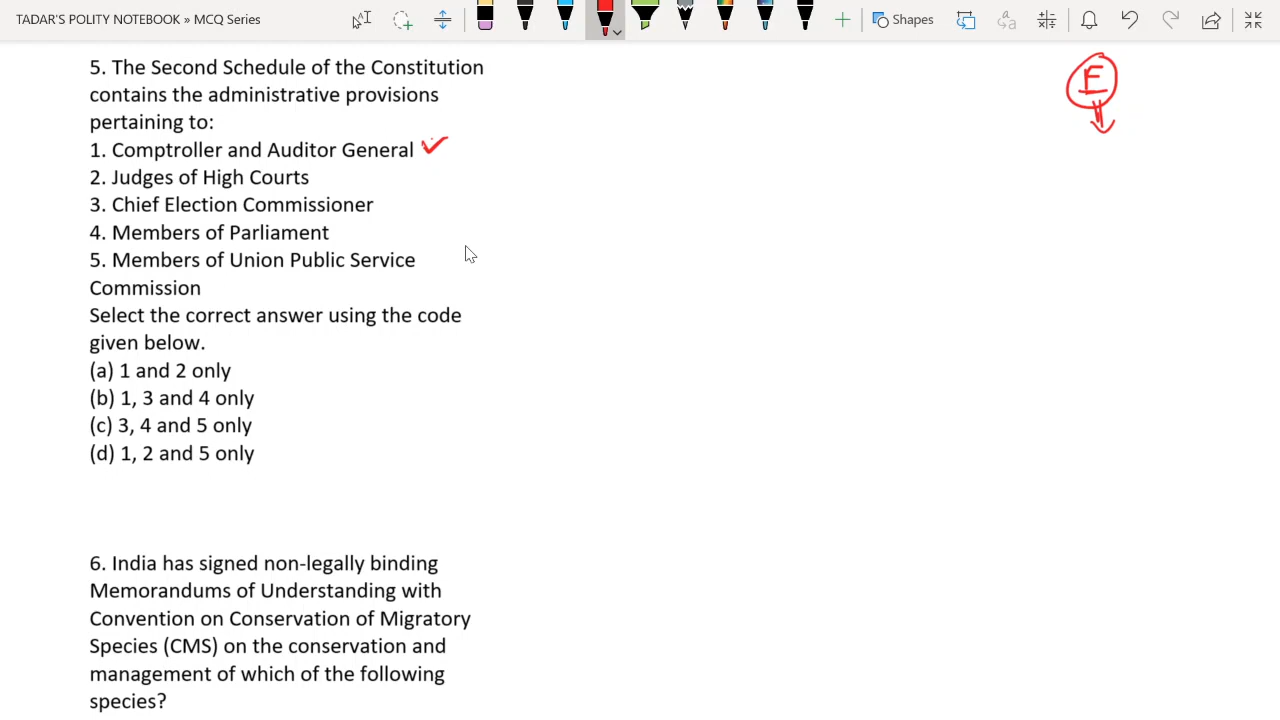 TADAR'S POLITY NOTEBOOK » MCQ Series
Shapes
5. The Second Schedule of the Constitution
contains the administrative provisions
pertaining to:
1. Comptroller and Auditor General
2. Judges of High Courts
3. Chief Election Commissioner
4. Members of Parliament
5. Members of Union Public Service
Commission
Select the correct answer using the code
given below.
(a) 1 and 2 only
(b) 1, 3 and 4 only
(c) 3, 4 and 5 only
(d) 1, 2 and 5 only
E
6. India has signed non-legally binding
Memorandums of Understanding with
Convention on Conservation of Migratory
Species (CMS) on the conservation and
management of which of the following
species?